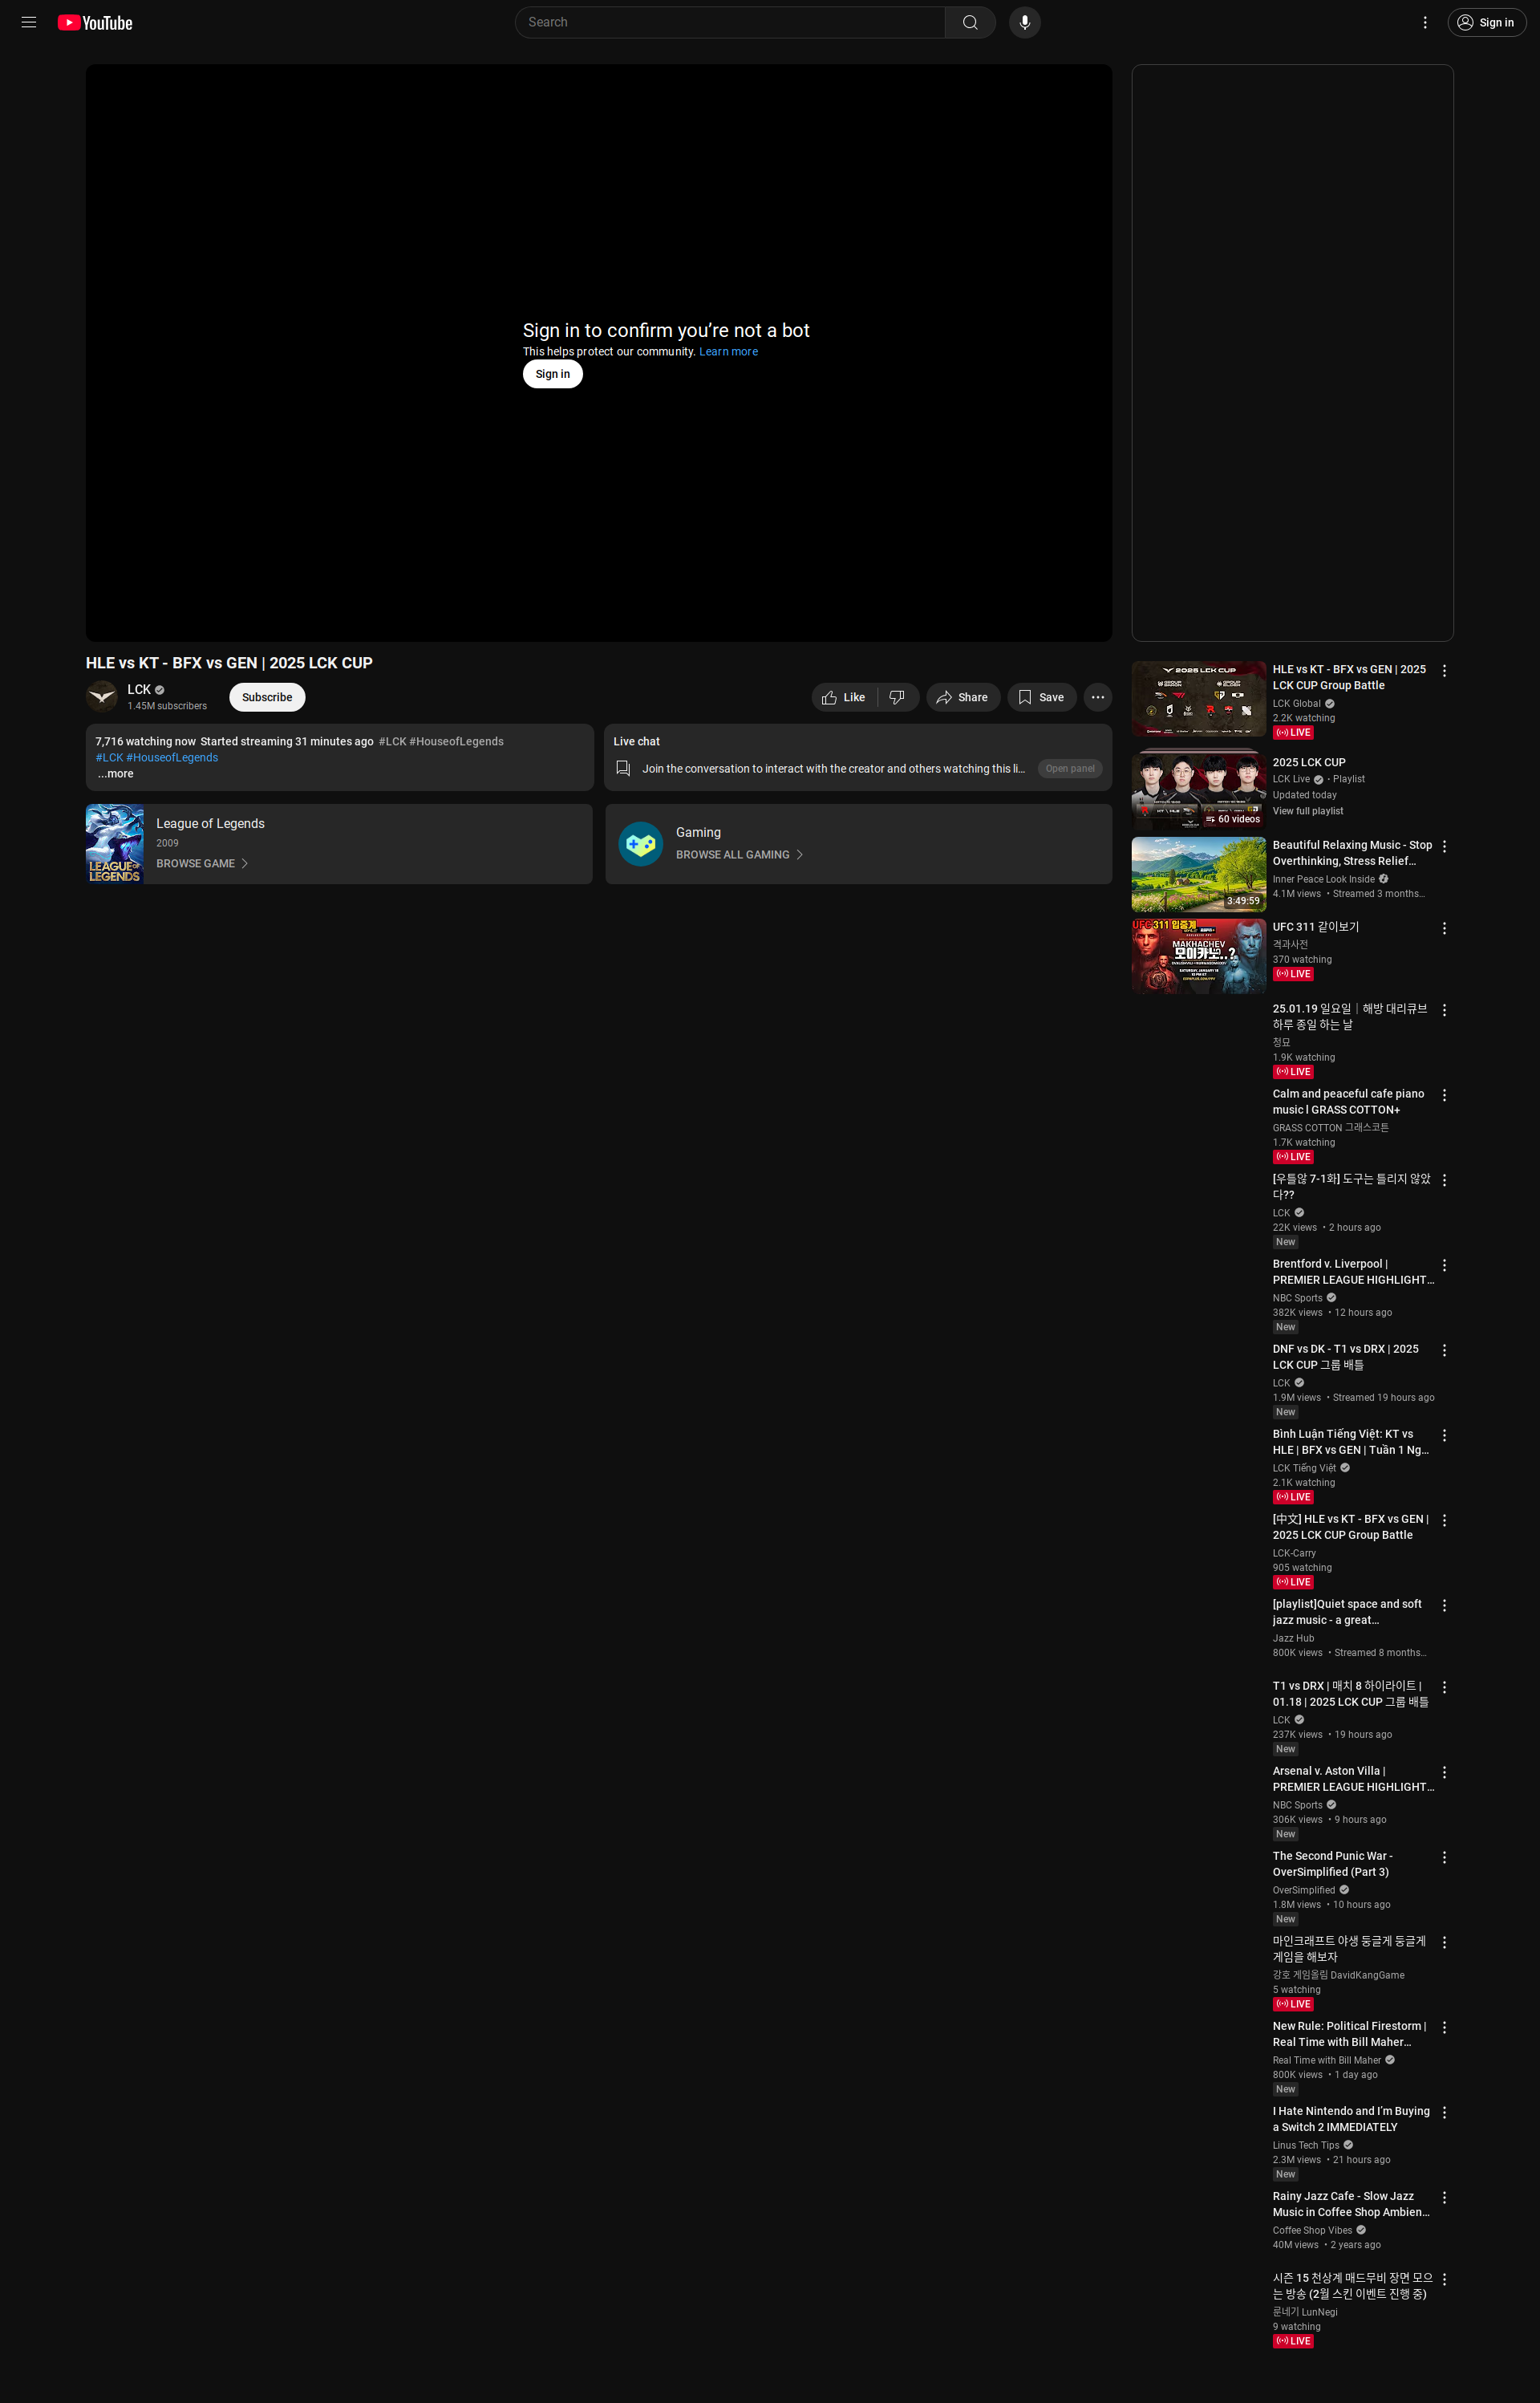 YouTube
Search
Sign in
Sign in to confirm you’re not a bot
This helps protect our community. Learn more
Sign in
HLE vs KT - BFX vs GEN | 2025 LCK CUP
LCK
1.45M subscribers
Subscribe
Like
Share
Save
7,716 watching now Started streaming 31 minutes ago #LCK #HouseofLegends
#LCK #HouseofLegends
...more
Live chat
Join the conversation to interact with the creator and others watching this li...
Open panel
LEAGUE OF
LEGENDS
League of Legends
2009
BROWSE GAME
Gaming
BROWSE ALL GAMING
2025 LCK CUP
HLE vs KT - BFX vs GEN | 2025
LCK CUP Group Battle
LCK Global
2.2K watching
LIVE
60 videos
2025 LCK CUP
LCK Live · Playlist
Updated today
View full playlist
3:49:59
Beautiful Relaxing Music - Stop
Overthinking, Stress Relief...
Inner Peace Look Inside
4.1M views • Streamed 3 months...
UFC 311 입중계
MAKHACHEV
모이카노..?
UFC 311 같이보기
격과사전
370 watching
LIVE
25.01.19 일요일ㅣ해방 대리큐브
하루 종일 하는 날
청묘
1.9K watching
LIVE
Calm and peaceful cafe piano
music l GRASS COTTON+
GRASS COTTON 그래스코튼
1.7K watching
LIVE
[우틀않 7-1화] 도구는 틀리지 않았
다??
LCK
22K views • 2 hours ago
New
Brentford v. Liverpool |
PREMIER LEAGUE HIGHLIGHT...
NBC Sports
382K views • 12 hours ago
New
DNF vs DK - T1 vs DRX | 2025
LCK CUP 그룹 배틀
LCK
1.9M views • Streamed 19 hours ago
New
Bình Luận Tiếng Việt: KT vs
HLE | BFX vs GEN | Tuần 1 Ng...
LCK Tiếng Việt
2.1K watching
LIVE
[中文] HLE vs KT - BFX vs GEN |
2025 LCK CUP Group Battle
LCK-Carry
905 watching
LIVE
[playlist]Quiet space and soft
jazz music - a great...
Jazz Hub
800K views • Streamed 8 months...
T1 vs DRX | 매치 8 하이라이트 |
01.18 | 2025 LCK CUP 그룹 배틀
LCK
237K views • 19 hours ago
New
Arsenal v. Aston Villa |
PREMIER LEAGUE HIGHLIGHT...
NBC Sports
306K views • 9 hours ago
New
The Second Punic War -
OverSimplified (Part 3)
OverSimplified
1.8M views • 10 hours ago
New
마인크래프트 야생 둥글게 둥글게
게임을 해보자
강호 게임올림 DavidKangGame
5 watching
LIVE
New Rule: Political Firestorm |
Real Time with Bill Maher...
Real Time with Bill Maher
800K views • 1 day ago
New
I Hate Nintendo and I’m Buying
a Switch 2 IMMEDIATELY
Linus Tech Tips
2.3M views • 21 hours ago
New
Rainy Jazz Cafe - Slow Jazz
Music in Coffee Shop Ambien...
Coffee Shop Vibes
40M views • 2 years ago
시즌 15 천상계 매드무비 장면 모으
는 방송 (2월 스킨 이벤트 진행 중)
룬네기 LunNegi
9 watching
LIVE